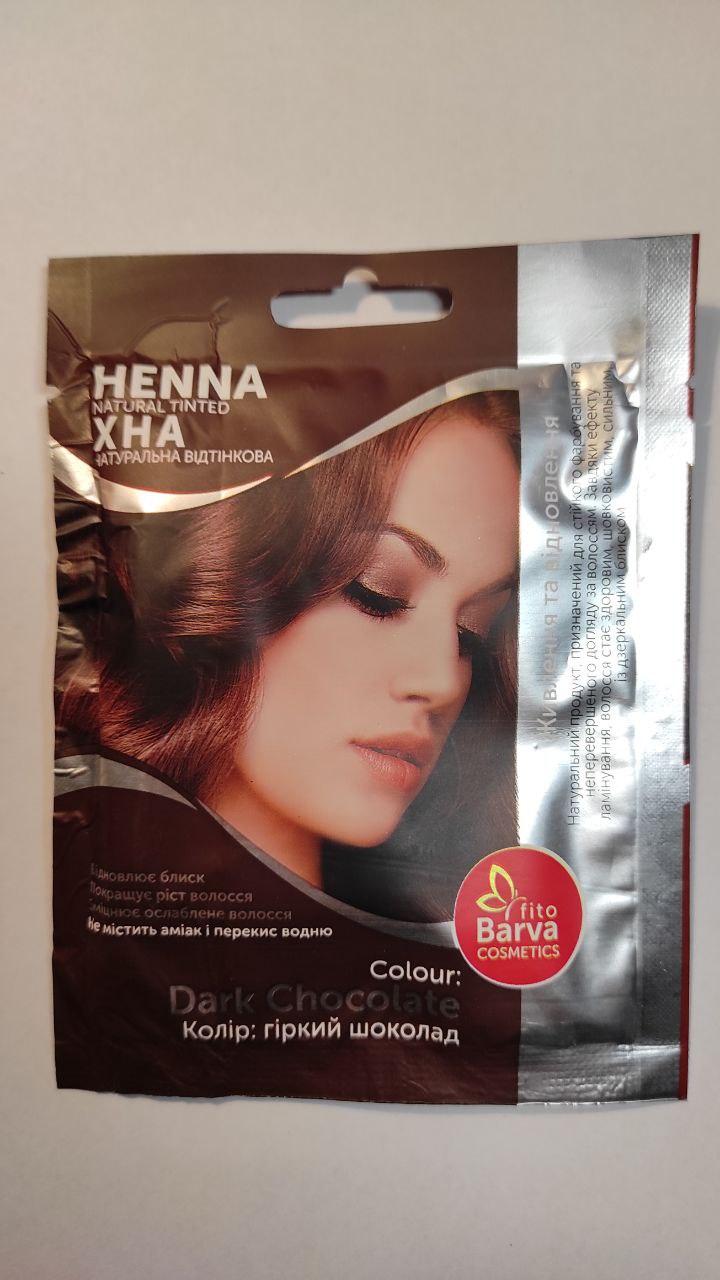 HENNA
NATURAL TINTED
ХНА
НАТУРАЛЬНА ВІДТІНКОВА
Відновлює блиск
Покращує ріст волосся
Зміцнює ослаблене волосся
Не містить аміак і перекис водню
Colour:
Dark Chocolate
Колір: гіркий шоколад
fito
Barva
COSMETICS
Живлення та відновлення
Натуральний продукт, призначений для стійкого фарбування та
неперевершеного догляду за волоссям. Завдяки ефекту
ламінування, волосся стає здоровим, шовковистим, сильним,
із дзеркальним блиском